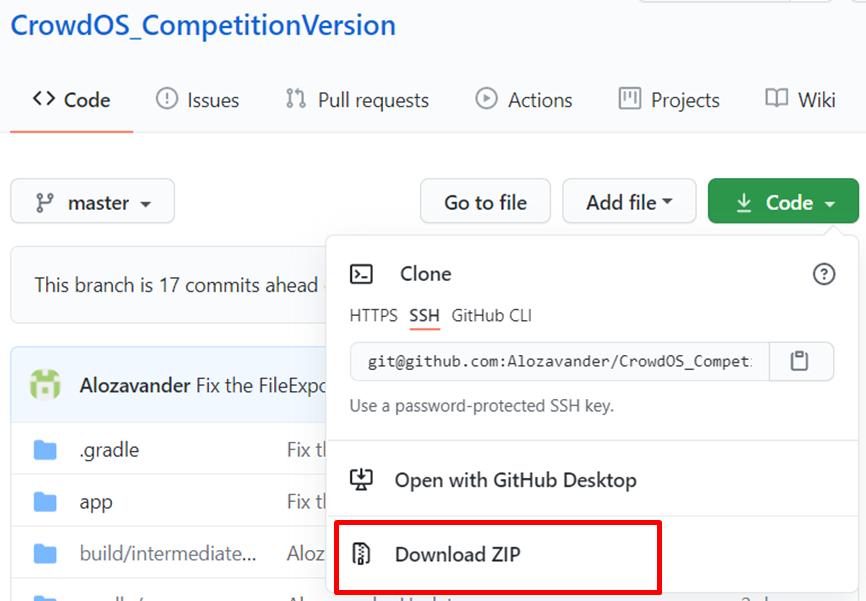 CrowdOS_CompetitionVersion
Code Issues Pull requests Actions Projects Wiki
master Go to file Add file Code
This branch is 17 commits ahead
Clone
HTTPS SSH GitHub CLI
git@github.com:Alozavander/CrowdOS_Compet
Use a password-protected SSH key.
Alozavander Fix the FileExpo
.gradle Fix th
app Fix th
build/intermediate... Aloz
Open with GitHub Desktop
Download ZIP